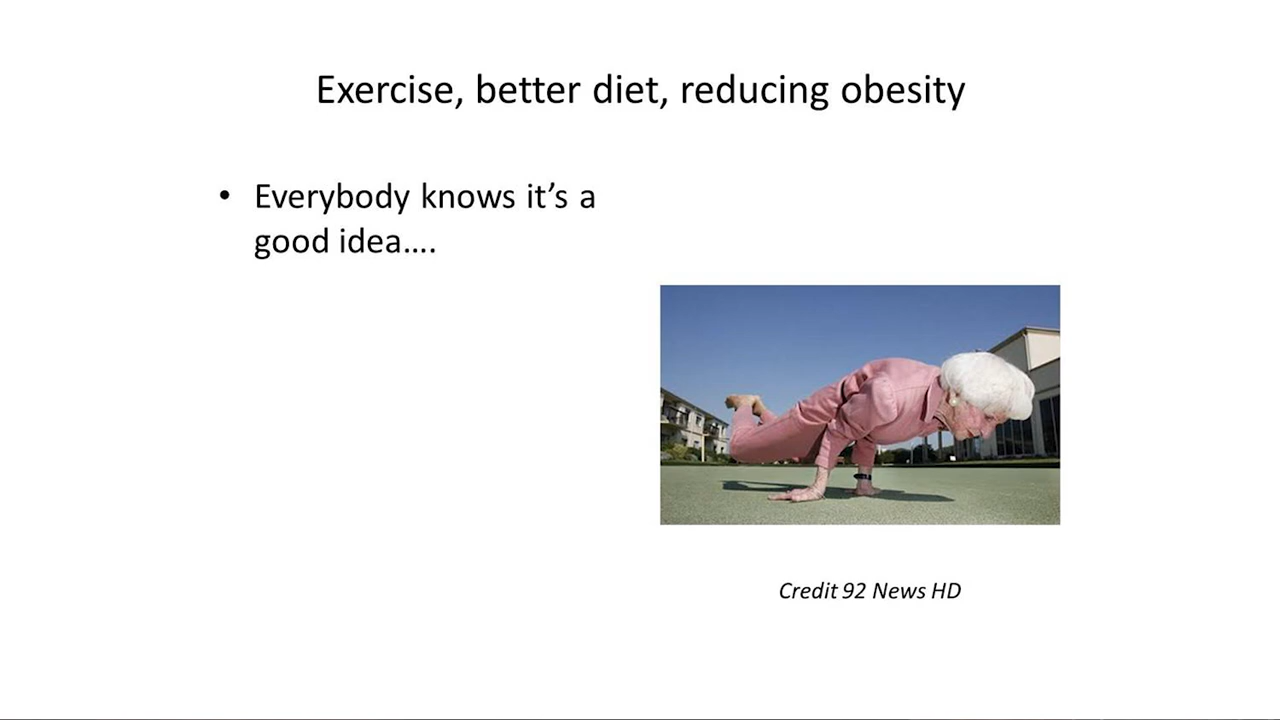 Exercise, better diet, reducing obesity
• Everybody knows it’s a
good idea….
Credit 92 News HD